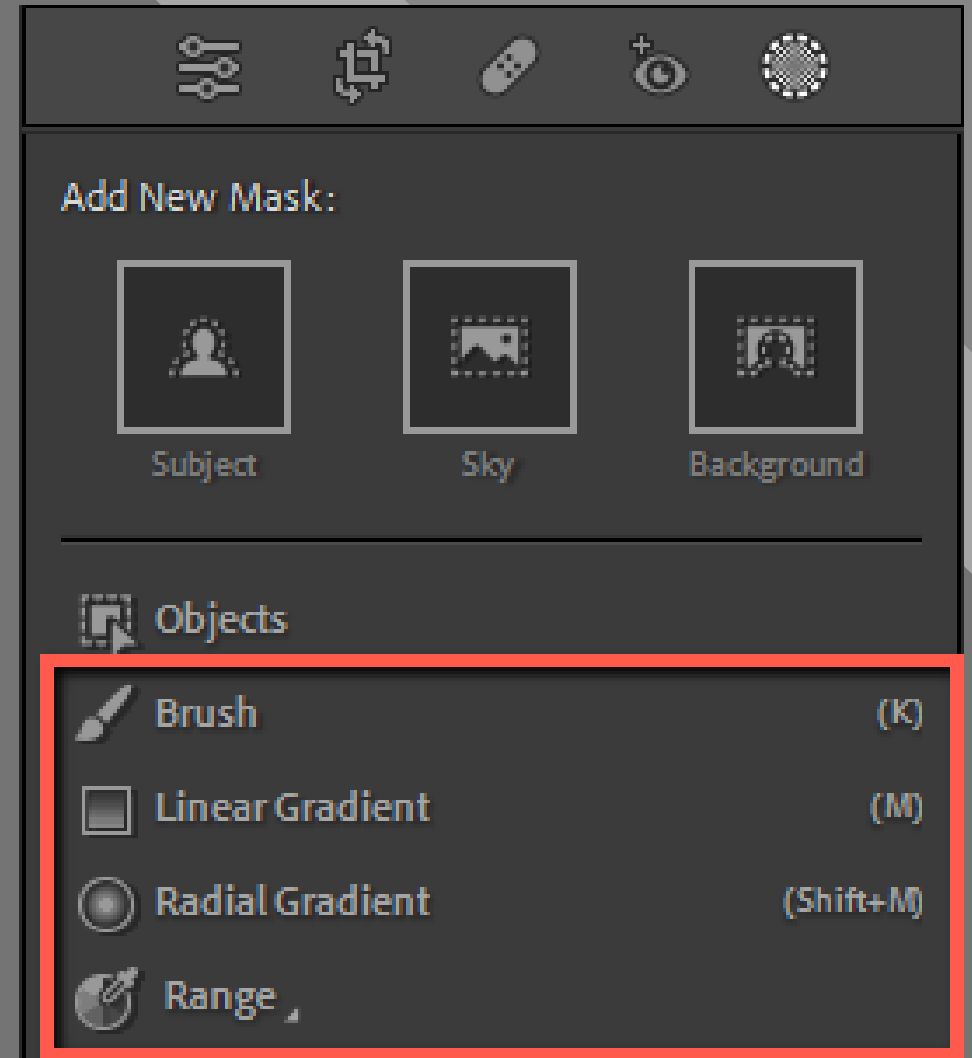 Add New Mask:
Subject Sky Background
Objects
Brush (K)
Linear Gradient (M)
Radial Gradient (Shift+M)
Range